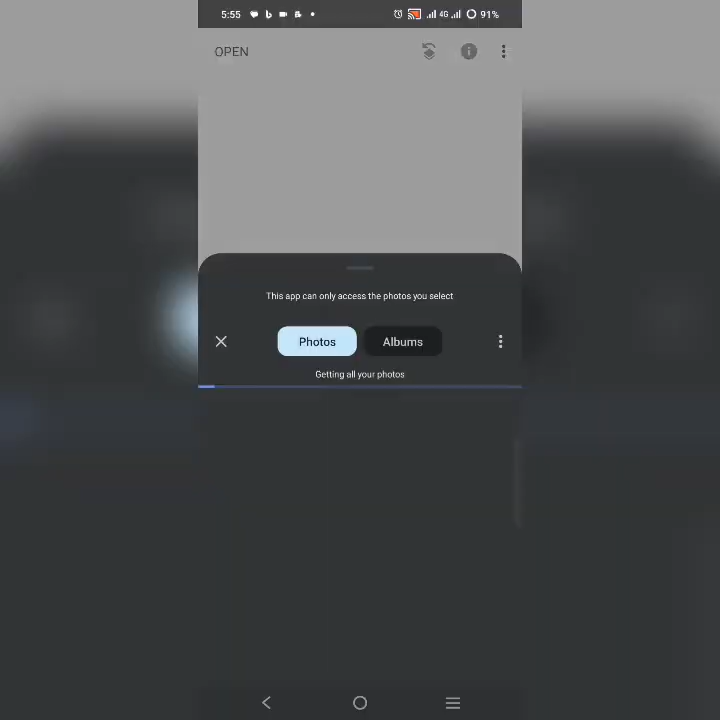 5:55 4G 91%
OPEN
This app can only access the photos you select
Photos Albums
Getting all your photos